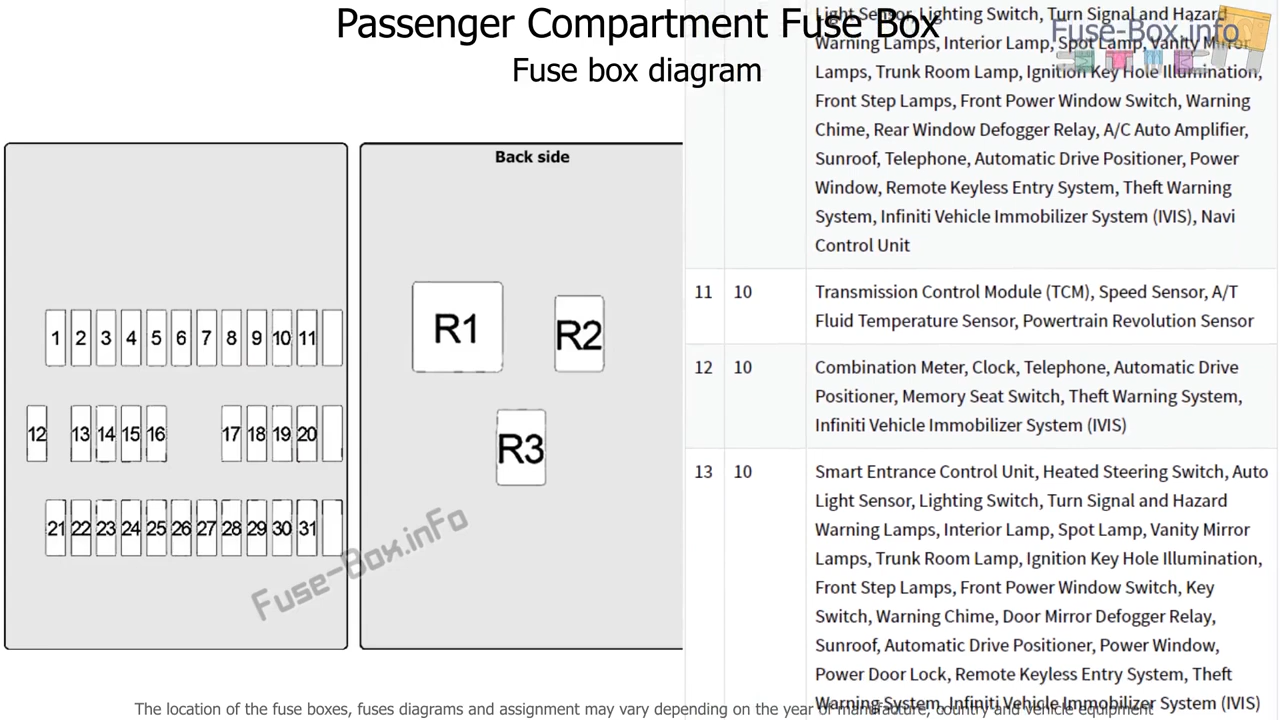 Passenger Compartment Fuse Box
Fuse box diagram
Fuse-Box.info
Light Sensor, Lighting Switch, Turn Signal and Hazard
Warning Lamps, Interior Lamp, Spot Lamp, Vanity Mirror
Lamps, Trunk Room Lamp, Ignition Key Hole Illumination,
Front Step Lamps, Front Power Window Switch, Warning
Chime, Rear Window Defogger Relay, A/C Auto Amplifier,
Sunroof, Telephone, Automatic Drive Positioner, Power
Window, Remote Keyless Entry System, Theft Warning
System, Infiniti Vehicle Immobilizer System (IVIS), Navi
Control Unit
11 10 Transmission Control Module (TCM), Speed Sensor, A/T
Fluid Temperature Sensor, Powertrain Revolution Sensor
12 10 Combination Meter, Clock, Telephone, Automatic Drive
Positioner, Memory Seat Switch, Theft Warning System,
Infiniti Vehicle Immobilizer System (IVIS)
13 10 Smart Entrance Control Unit, Heated Steering Switch, Auto
Light Sensor, Lighting Switch, Turn Signal and Hazard
Warning Lamps, Interior Lamp, Spot Lamp, Vanity Mirror
Lamps, Trunk Room Lamp, Ignition Key Hole Illumination,
Front Step Lamps, Front Power Window Switch, Key
Switch, Warning Chime, Door Mirror Defogger Relay,
Sunroof, Automatic Drive Positioner, Power Window,
Power Door Lock, Remote Keyless Entry System, Theft
Warning System, Infiniti Vehicle Immobilizer System (IVIS)
1 2 3 4 5 6 7 8 9 10 11
12 13 14 15 16 17 18 19 20
21 22 23 24 25 26 27 28 29 30 31
Back side
R1 R2
R3
Fuse-Box.info
The location of the fuse boxes, fuses diagrams and assignment may vary depending on the year of manufacture, country and vehicle equipment